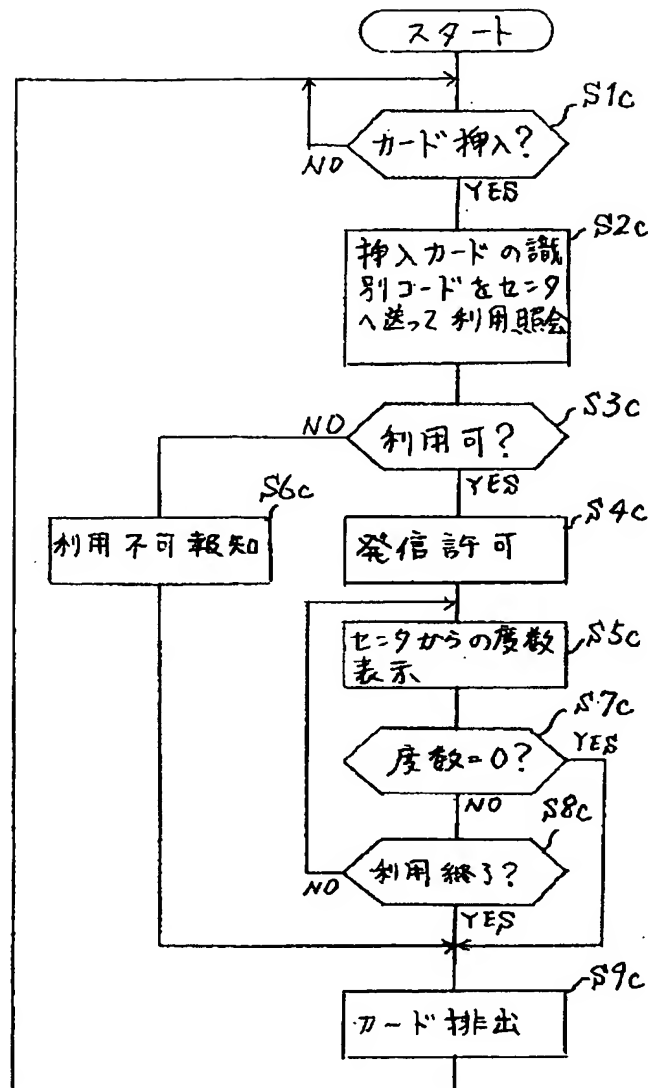 スタート
S1c
カード挿入?
NO
YES
S2c
挿入カードの識
別コードをセンタ
へ送って利用照会
S3c
NO
利用可?
YES
S6c
S4c
利用不可報知
発信許可
S5c
センタからの度数
表示
S7c
度数=0?
YES
NO
S8c
利用終了?
NO
YES
S9c
カード排出